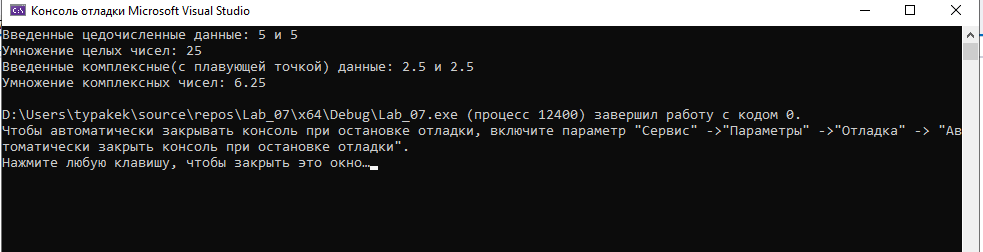 Консоль отладки Microsoft Visual Studio
Введенные цедочисленные данные: 5 и 5
Умножение целых чисел: 25
Введенные комплексные(с плавующей точкой) данные: 2.5 и 2.5
Умножение комплексных чисел: 6.25
D:\Users\typakek\source\repos\Lab_07\x64\Debug\Lab_07.exe (процесс 12400) завершил работу с кодом 0.
Чтобы автоматически закрывать консоль при остановке отладки, включите параметр "Сервис" ->"Параметры" ->"Отладка" -> "Ав
томатически закрыть консоль при остановке отладки".
Нажмите любую клавишу, чтобы закрыть это окно…